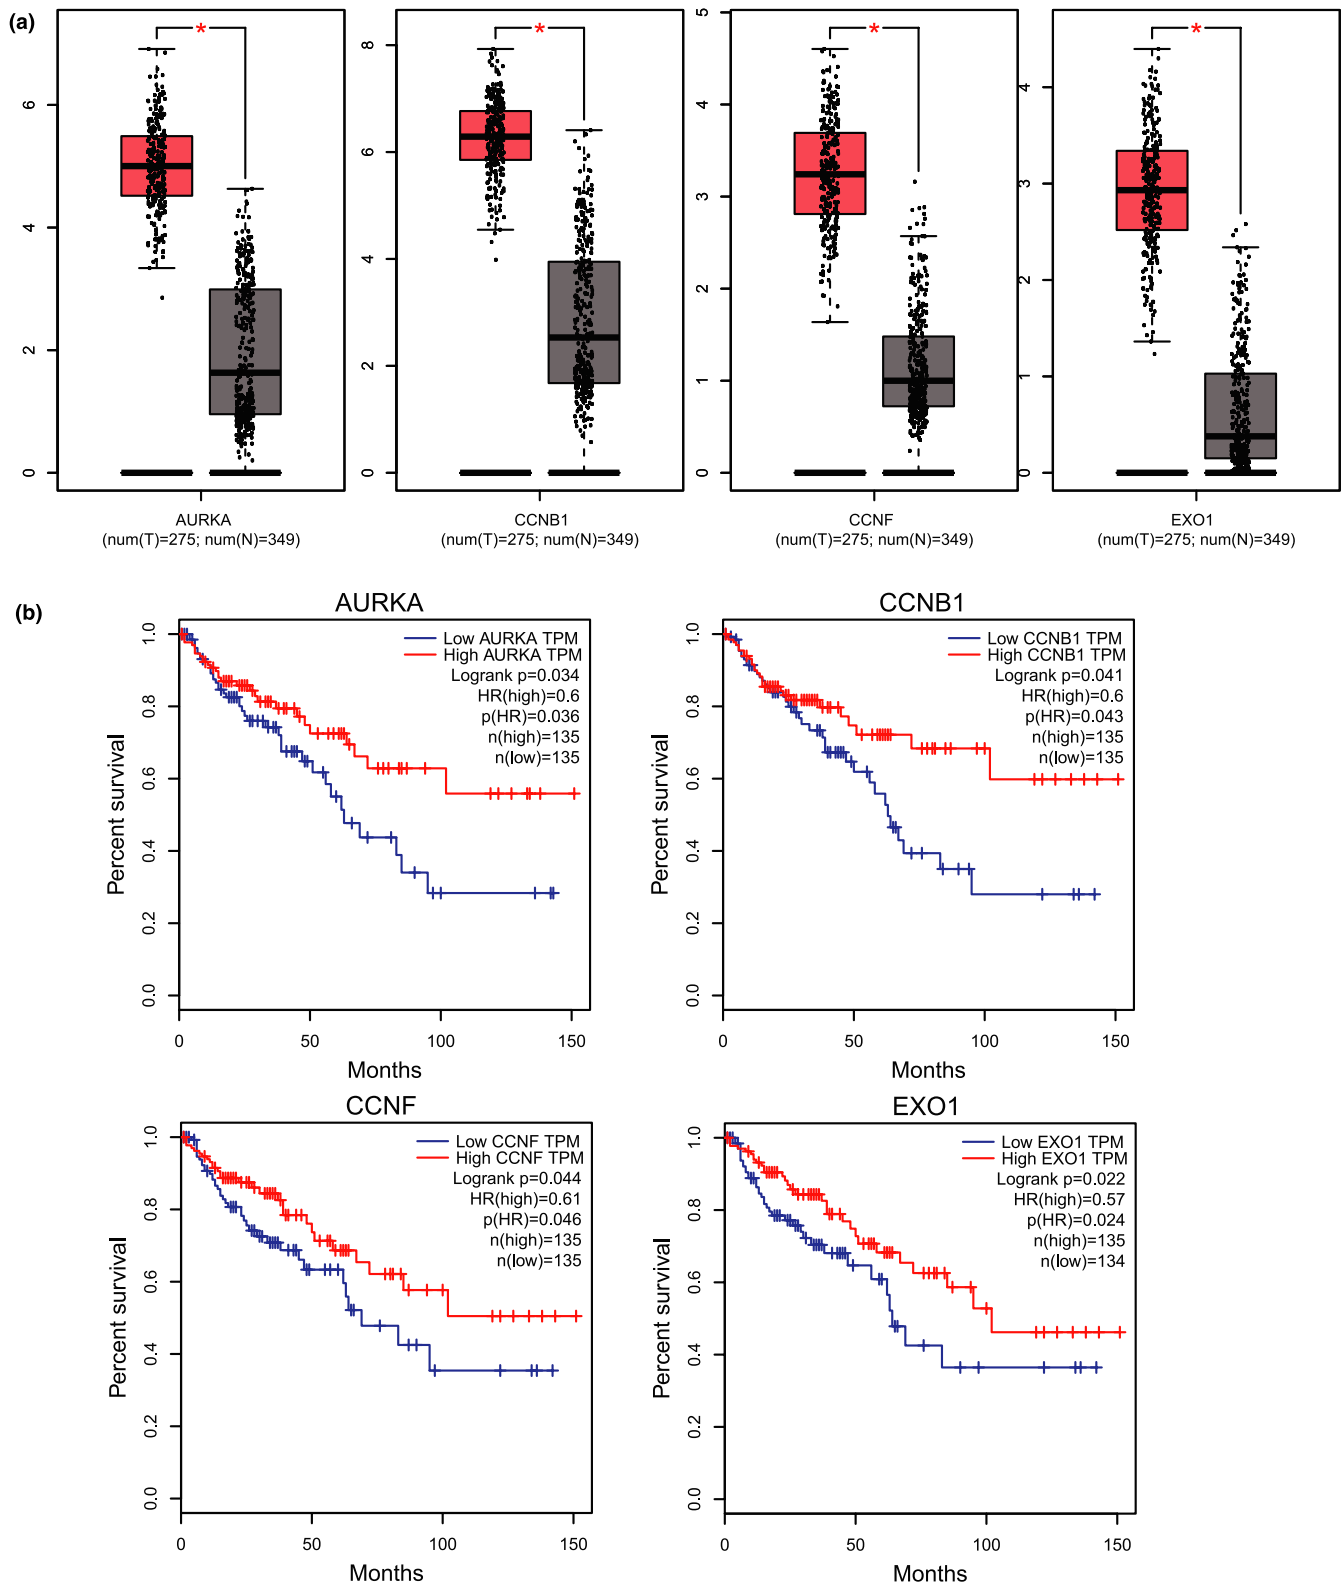 (a)
*
*
*
*
0
2
4
6
0
2
4
6
8
0
1
2
3
4
5
0
1
2
3
4
AURKA
(num(T)=275; num(N)=349)
CCNB1
(num(T)=275; num(N)=349)
CCNF
(num(T)=275; num(N)=349)
EXO1
(num(T)=275; num(N)=349)
(b)
AURKA
Low AURKA TPM
High AURKA TPM
Logrank p=0.034
HR(high)=0.6
p(HR)=0.036
n(high)=135
n(low)=135
Percent survival
0.0
0.2
0.4
0.6
0.8
1.0
0
50
100
150
Months
CCNB1
Low CCNB1 TPM
High CCNB1 TPM
Logrank p=0.041
HR(high)=0.6
p(HR)=0.043
n(high)=135
n(low)=135
Percent survival
0.0
0.2
0.4
0.6
0.8
1.0
0
50
100
150
Months
CCNF
Low CCNF TPM
High CCNF TPM
Logrank p=0.044
HR(high)=0.61
p(HR)=0.046
n(high)=135
n(low)=135
Percent survival
0.0
0.2
0.4
0.6
0.8
1.0
0
50
100
150
Months
EXO1
Low EXO1 TPM
High EXO1 TPM
Logrank p=0.022
HR(high)=0.57
p(HR)=0.024
n(high)=135
n(low)=134
Percent survival
0.0
0.2
0.4
0.6
0.8
1.0
0
50
100
150
Months